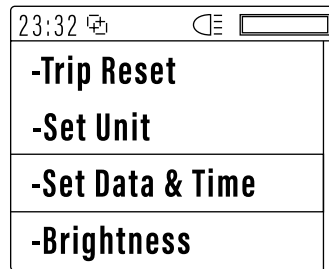 23:32
-Trip Reset
-Set Unit
-Set Data & Time
-Brightness